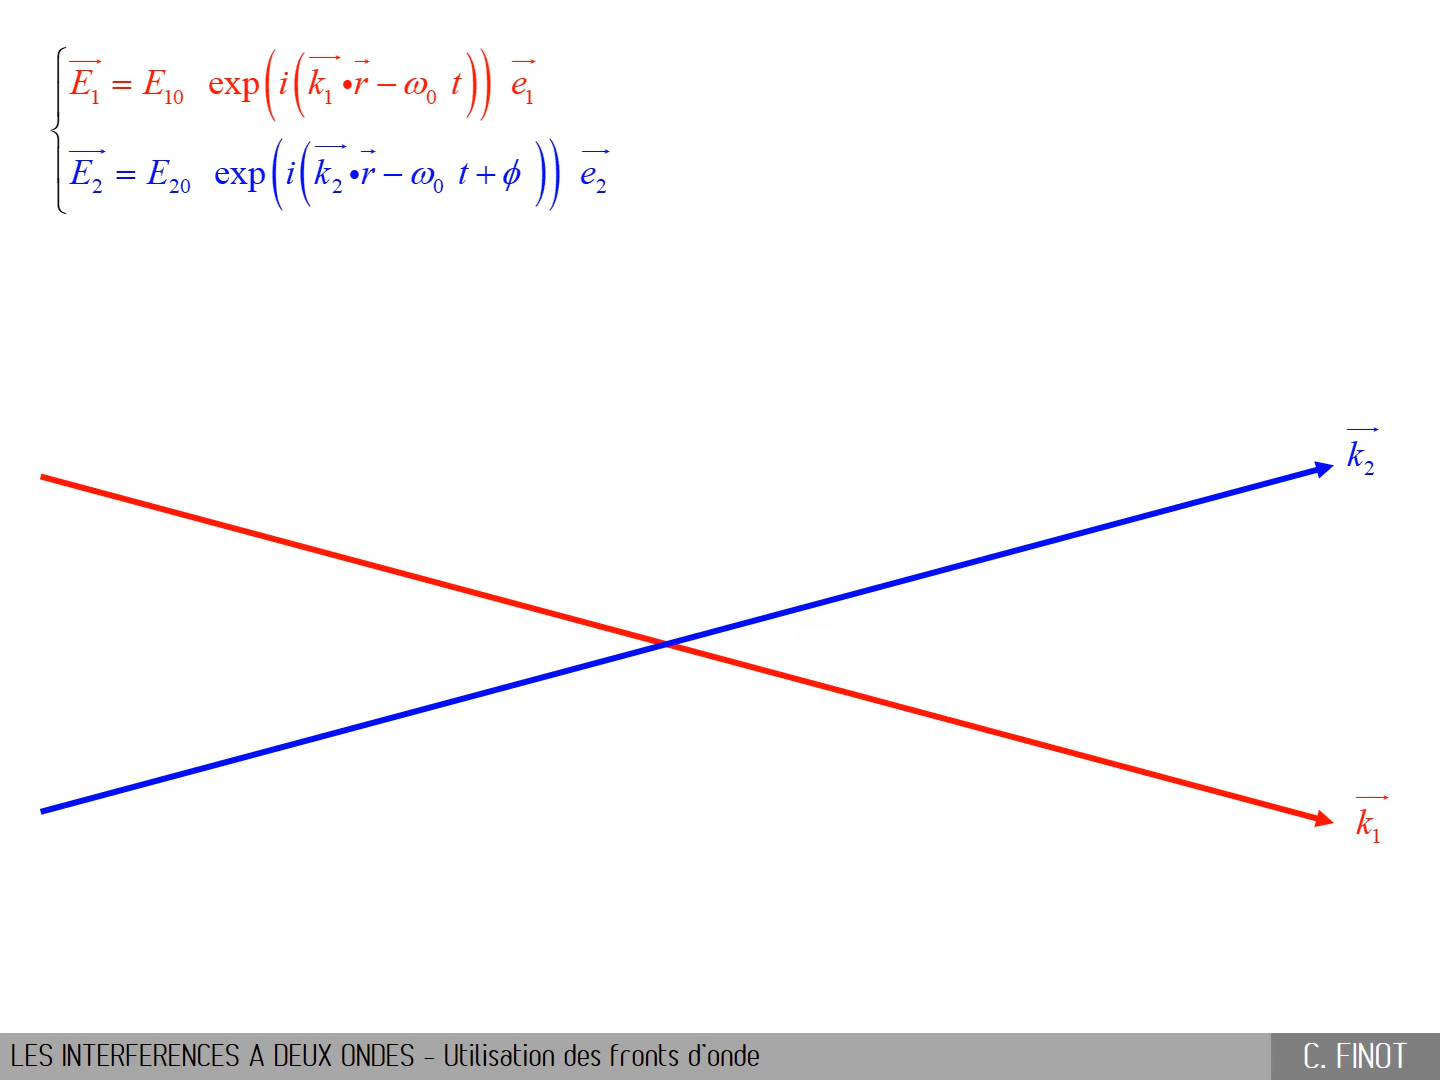 E₁ = E₁₀ exp(i(k₁•r − ω₀ t)) e₁
E₂ = E₂₀ exp(i(k₂•r − ω₀ t + ϕ)) e₂
k₂
k₁
LES INTERFERENCES A DEUX ONDES - Utilisation des fronts d'onde
C. FINOT